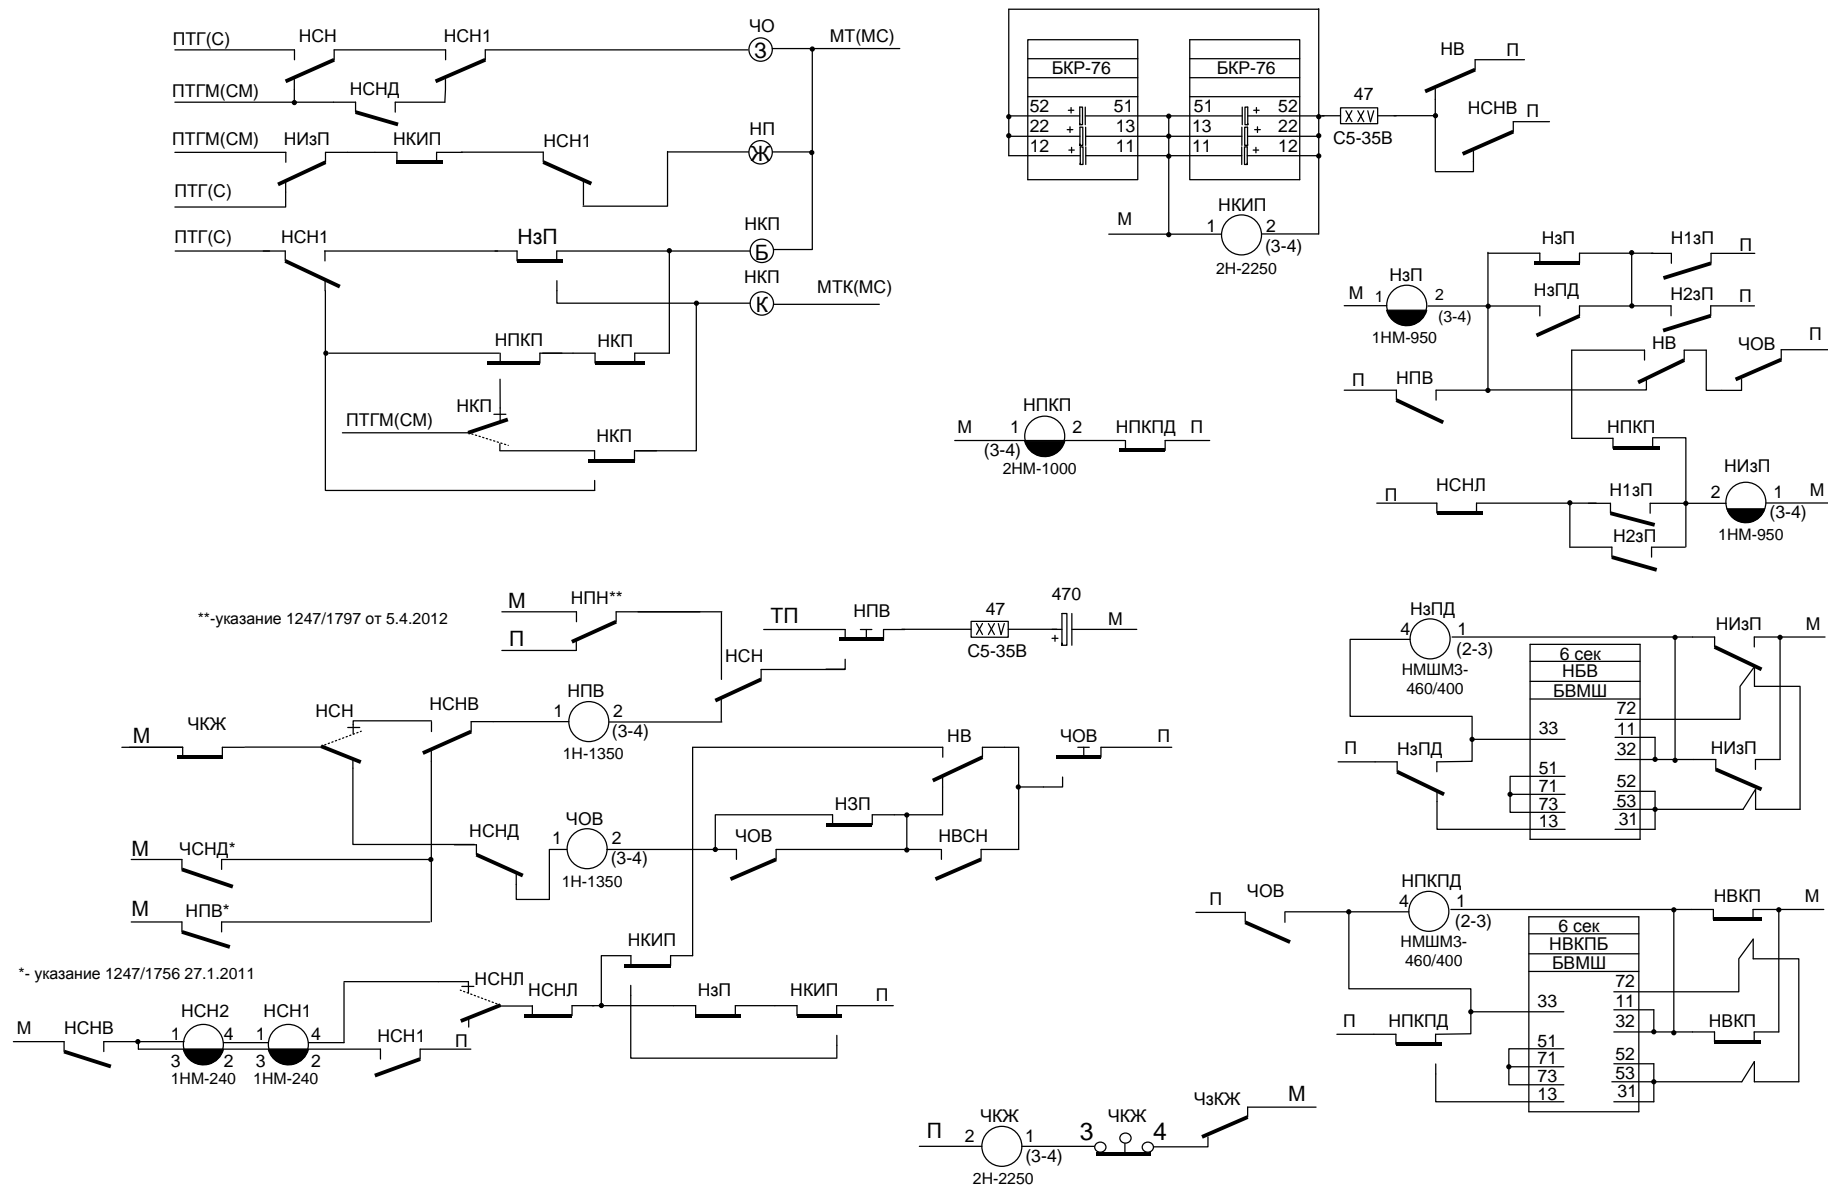 ПТГ(С) НСН НСН1 ЧО З МТ(МС)
ПТГМ(СМ) НСНД
ПТГМ(СМ) НИзП НКИП НСН1 НП Ж
ПТГ(С)
ПТГ(С) НСН1 НзП НКП Б
НКП К МТК(МС)
НПКП НКП
ПТГМ(СМ) НКП
НКП
БКР-76 БКР-76
52 + 51 51 + 52
22 + 13 13 + 22
12 + 11 11 + 12
47
XXV
С5-35В
НВ П
НСНВ П
М 1 НКИП 2
(3-4)
2Н-2250
М 1 НзП 2
(3-4)
1НМ-950
НзП Н1зП П
НзПД Н2зП П
П НПВ НВ ЧОВ П
НПКП
М 1 НПКП 2 НПКПД П
(3-4)
2НМ-1000
П НСНЛ Н1зП 2 НИзП 1 М
(3-4)
Н2зП 1НМ-950
**-указание 1247/1797 от 5.4.2012
М НПН**
П
НСН
ТП НПВ 47 470 М
XXV +
С5-35В
М ЧКЖ НСН НСНВ 1 НПВ 2
(3-4)
1Н-1350
НСНД 1 ЧОВ 2
(3-4)
1Н-1350
НВ ЧОВ П
НЗП
ЧОВ НВСН
М ЧСНД*
М НПВ*
*- указание 1247/1756 27.1.2011
НКИП
НСНЛ НСНЛ НзП НКИП П
М НСНВ НСН2 НСН1 НСН1 П
1 4 1 4
3 2 3 2
1НМ-240 1НМ-240
НзПД
4 1
(2-3)
НМШМ3-
460/400
6 сек
НБВ
БВМШ
НИзП М
72
33 11
32 НИзП
П НзПД
51 52
71
73 53
13 31
П ЧОВ НПКПД
4 1
(2-3)
НМШМ3-
460/400
6 сек
НВКПБ
БВМШ
НВКП М
72
33 11
32 НВКП
П НПКПД
51 52
71
73 53
13 31
П 2 ЧКЖ 1 3 ЧКЖ 4 ЧзКЖ М
(3-4)
2Н-2250